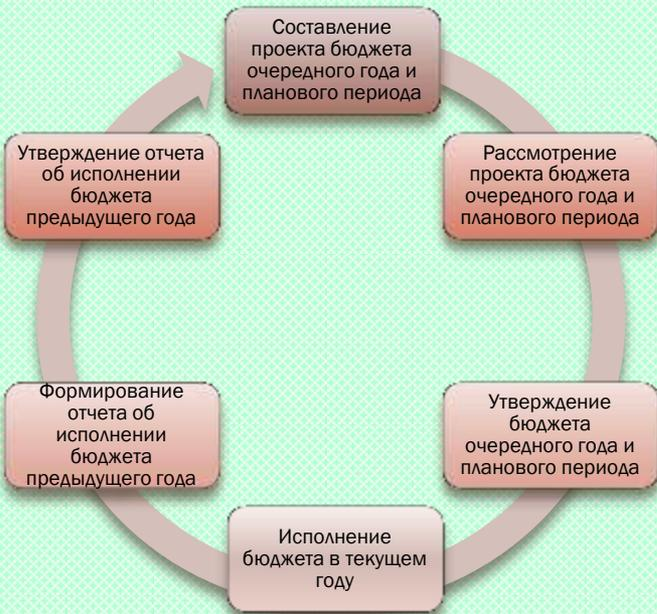 Составление
проекта бюджета
очередного года и
планового периода
Рассмотрение
проекта бюджета
очередного года и
планового периода
Утверждение
бюджета
очередного года и
планового периода
Исполнение
бюджета в текущем
году
Формирование
отчета об
исполнении
бюджета
предыдущего года
Утверждение отчета
об исполнении
бюджета
предыдущего года